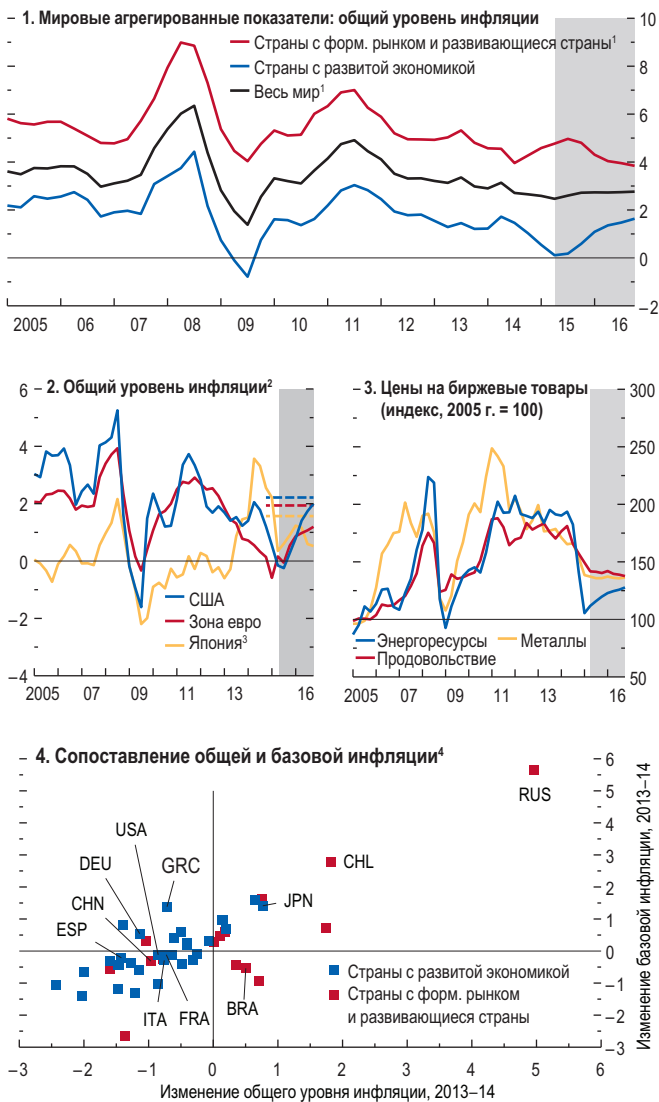 1. Мировые агрегированные показатели: общий уровень инфляции
Страны с форм. рынком и развивающиеся страны¹
Страны с развитой экономикой
Весь мир¹
10
8
6
4
2
0
–2
2005 06 07 08 09 10 11 12 13 14 15 16
2. Общий уровень инфляции²
6
4
2
0
–2
–4
США
Зона евро
Япония³
2005 07 09 11 13 16
3. Цены на биржевые товары
(индекс, 2005 г. = 100)
300
250
200
150
100
50
Энергоресурсы
Металлы
Продовольствие
2005 07 09 11 13 16
4. Сопоставление общей и базовой инфляции⁴
6
5
4
3
2
1
0
–1
–2
–3
Изменение базовой инфляции, 2013–14
RUS
USA
CHL
DEU
GRC
CHN
JPN
ESP
ITA
FRA
BRA
Страны с развитой экономикой
Страны с форм. рынком
и развивающиеся страны
–3 –2 –1 0 1 2 3 4 5 6
Изменение общего уровня инфляции, 2013–14